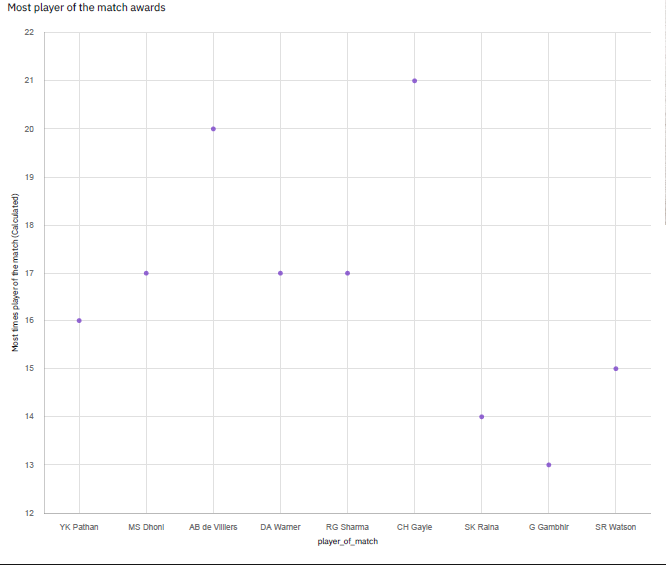 Most player of the match awards
22
21
20
19
18
17
16
15
14
13
12
Most times player of the match (Calculated)
YK Pathan MS Dhoni AB de Villiers DA Warner RG Sharma CH Gayle SK Raina G Gambhir SR Watson
player_of_match